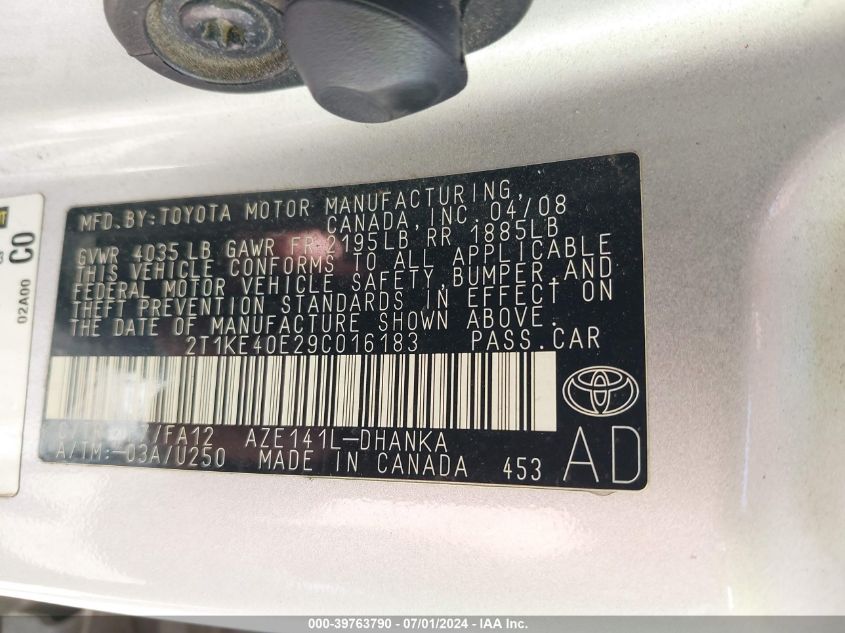 MFD.BY:TOYOTA MOTOR MANUFACTURING,
CANADA, INC. 04/08
GVWR 4035 LB GAWR FR 2195LB RR 1885LB
THIS VEHICLE CONFORMS TO ALL APPLICABLE
FEDERAL MOTOR VEHICLE SAFETY,BUMPER,AND
THEFT PREVENTION STANDARDS IN EFFECT ON
THE DATE OF MANUFACTURE SHOWN ABOVE.
2T1KE40E29C016183 PASS.CAR
/FA12 AZE141L-DHANKA
A/TM:-03A/U250 MADE IN CANADA 453 AD
CO
02A00
000-39763790 - 07/01/2024 - IAA Inc.